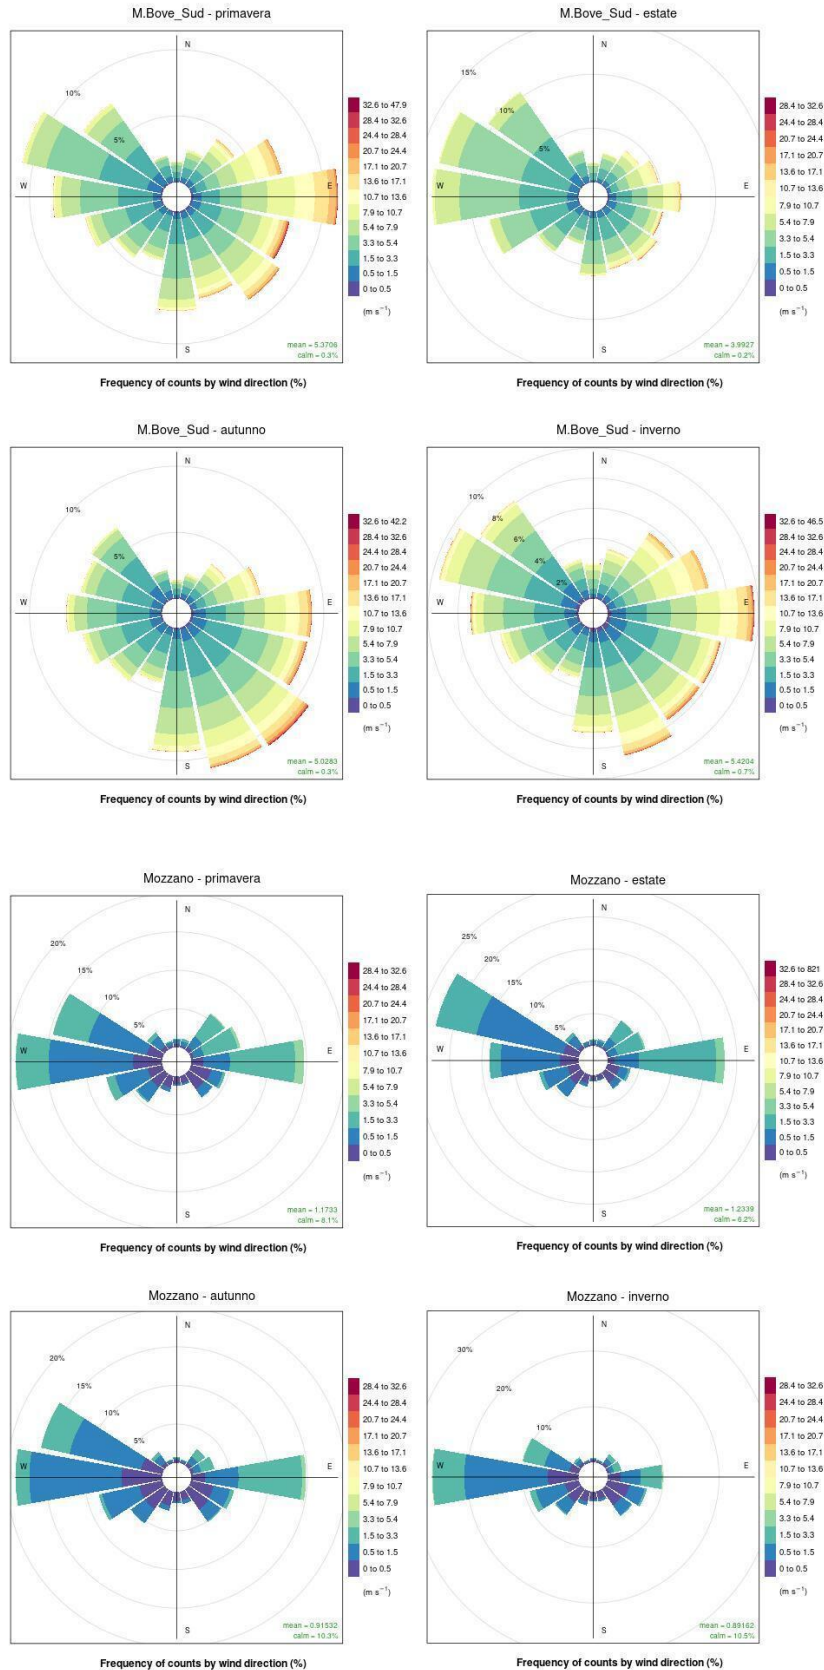 M.Bove_Sud - primavera
N
10%
5%
W
E
S
32.6 to 47.9
28.4 to 32.6
24.4 to 28.4
20.7 to 24.4
17.1 to 20.7
13.6 to 17.1
10.7 to 13.6
7.9 to 10.7
5.4 to 7.9
3.3 to 5.4
1.5 to 3.3
0.5 to 1.5
0 to 0.5
(m s⁻¹)
mean = 5.3706
calm = 0.3%
Frequency of counts by wind direction (%)
M.Bove_Sud - estate
N
15%
10%
5%
W
E
S
28.4 to 32.6
24.4 to 28.4
20.7 to 24.4
17.1 to 20.7
13.6 to 17.1
10.7 to 13.6
7.9 to 10.7
5.4 to 7.9
3.3 to 5.4
1.5 to 3.3
0.5 to 1.5
0 to 0.5
(m s⁻¹)
mean = 3.9927
calm = 0.2%
Frequency of counts by wind direction (%)
M.Bove_Sud - autunno
N
10%
5%
W
E
S
32.6 to 42.2
28.4 to 32.6
24.4 to 28.4
20.7 to 24.4
17.1 to 20.7
13.6 to 17.1
10.7 to 13.6
7.9 to 10.7
5.4 to 7.9
3.3 to 5.4
1.5 to 3.3
0.5 to 1.5
0 to 0.5
(m s⁻¹)
mean = 5.0283
calm = 0.3%
Frequency of counts by wind direction (%)
M.Bove_Sud - inverno
N
10%
8%
6%
4%
2%
W
E
S
32.6 to 46.5
28.4 to 32.6
24.4 to 28.4
20.7 to 24.4
17.1 to 20.7
13.6 to 17.1
10.7 to 13.6
7.9 to 10.7
5.4 to 7.9
3.3 to 5.4
1.5 to 3.3
0.5 to 1.5
0 to 0.5
(m s⁻¹)
mean = 5.4204
calm = 0.7%
Frequency of counts by wind direction (%)
Mozzano - primavera
N
20%
15%
10%
5%
W
E
S
28.4 to 32.6
24.4 to 28.4
20.7 to 24.4
17.1 to 20.7
13.6 to 17.1
10.7 to 13.6
7.9 to 10.7
5.4 to 7.9
3.3 to 5.4
1.5 to 3.3
0.5 to 1.5
0 to 0.5
(m s⁻¹)
mean = 1.1733
calm = 8.1%
Frequency of counts by wind direction (%)
Mozzano - estate
N
25%
20%
15%
10%
5%
W
E
S
32.6 to 821
28.4 to 32.6
24.4 to 28.4
20.7 to 24.4
17.1 to 20.7
13.6 to 17.1
10.7 to 13.6
7.9 to 10.7
5.4 to 7.9
3.3 to 5.4
1.5 to 3.3
0.5 to 1.5
0 to 0.5
(m s⁻¹)
mean = 1.2339
calm = 6.2%
Frequency of counts by wind direction (%)
Mozzano - autunno
N
20%
15%
10%
5%
W
E
S
28.4 to 32.6
24.4 to 28.4
20.7 to 24.4
17.1 to 20.7
13.6 to 17.1
10.7 to 13.6
7.9 to 10.7
5.4 to 7.9
3.3 to 5.4
1.5 to 3.3
0.5 to 1.5
0 to 0.5
(m s⁻¹)
mean = 0.91532
calm = 10.3%
Frequency of counts by wind direction (%)
Mozzano - inverno
N
30%
20%
10%
W
E
S
28.4 to 32.6
24.4 to 28.4
20.7 to 24.4
17.1 to 20.7
13.6 to 17.1
10.7 to 13.6
7.9 to 10.7
5.4 to 7.9
3.3 to 5.4
1.5 to 3.3
0.5 to 1.5
0 to 0.5
(m s⁻¹)
mean = 0.89162
calm = 10.5%
Frequency of counts by wind direction (%)